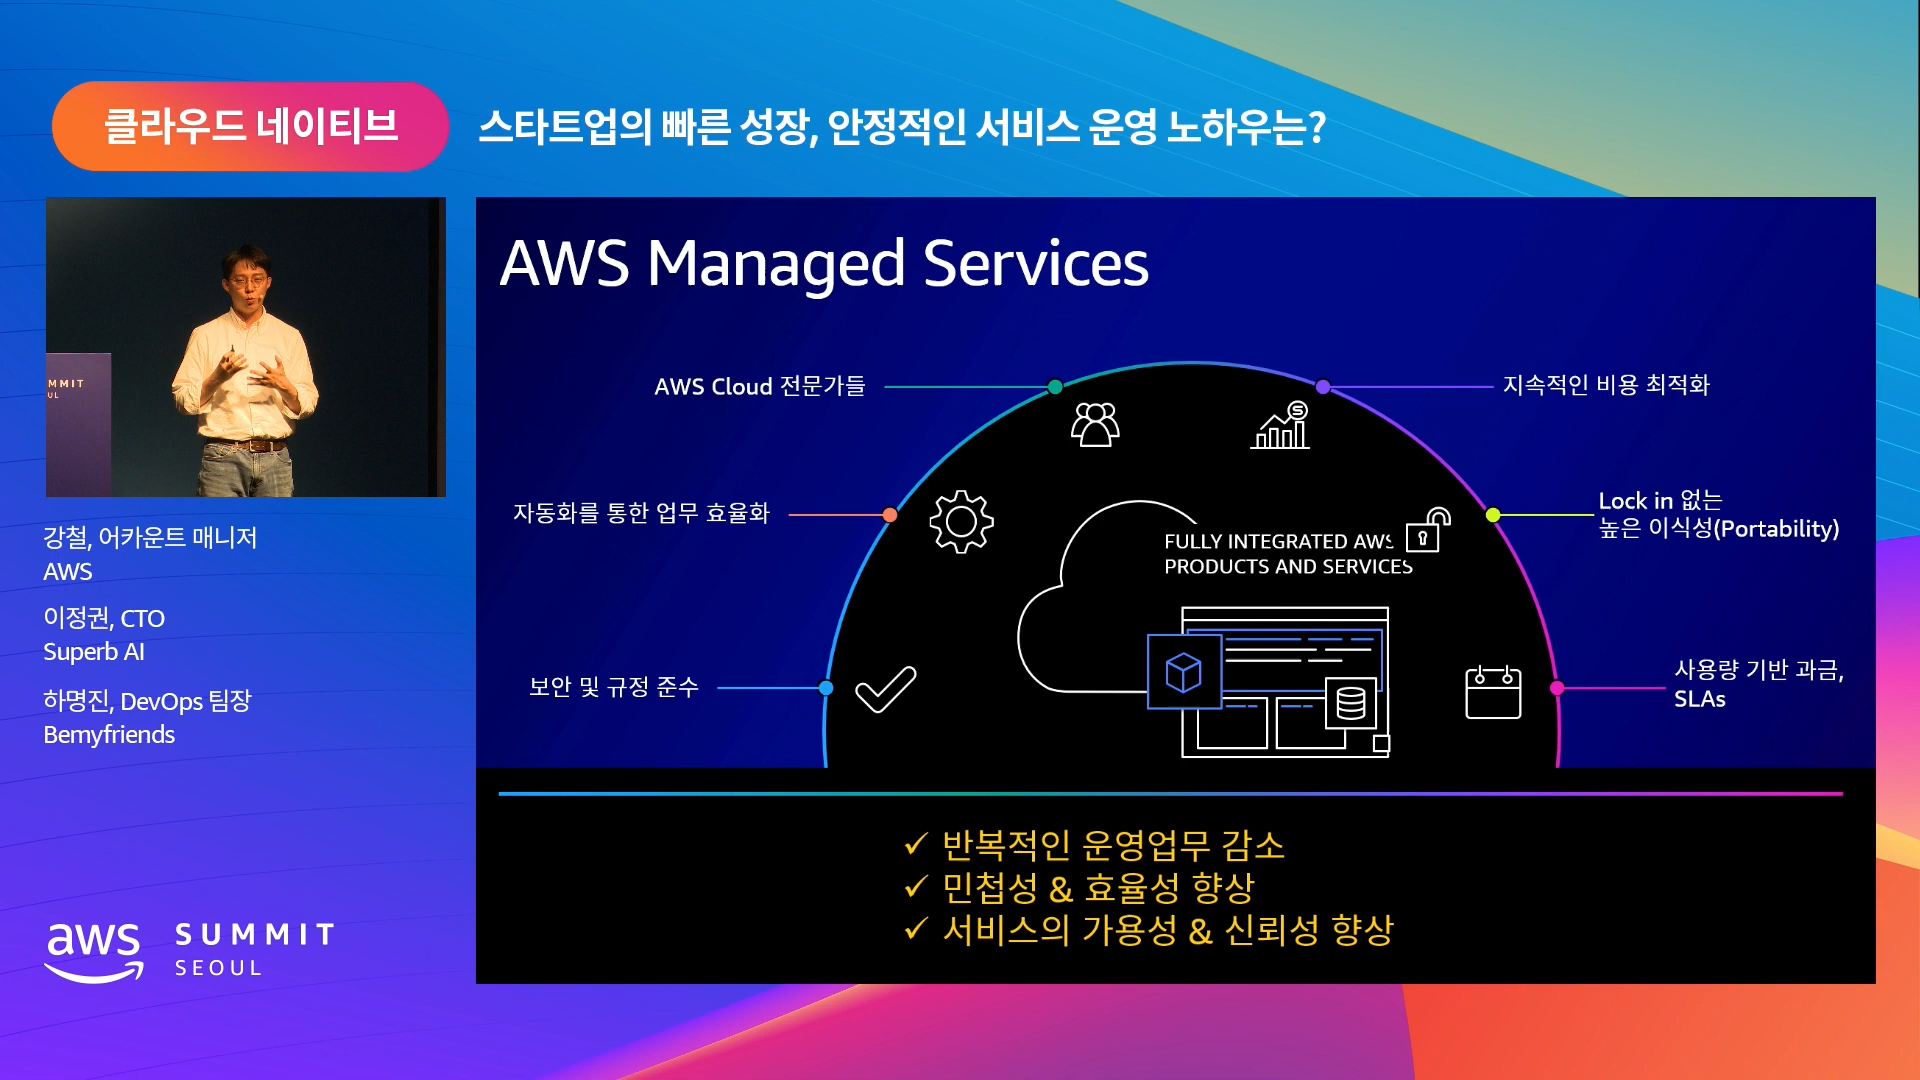 클라우드 네이티브
스타트업의 빠른 성장, 안정적인 서비스 운영 노하우는?
MMIT
UL
강철, 어카운트 매니저
AWS
이정권, CTO
Superb AI
하명진, DevOps 팀장
Bemyfriends
aws SUMMIT
SEOUL
AWS Managed Services
AWS Cloud 전문가들
지속적인 비용 최적화
자동화를 통한 업무 효율화
Lock in 없는
높은 이식성(Portability)
FULLY INTEGRATED AWS
PRODUCTS AND SERVICES
보안 및 규정 준수
사용량 기반 과금,
SLAs
✓ 반복적인 운영업무 감소
✓ 민첩성 & 효율성 향상
✓ 서비스의 가용성 & 신뢰성 향상